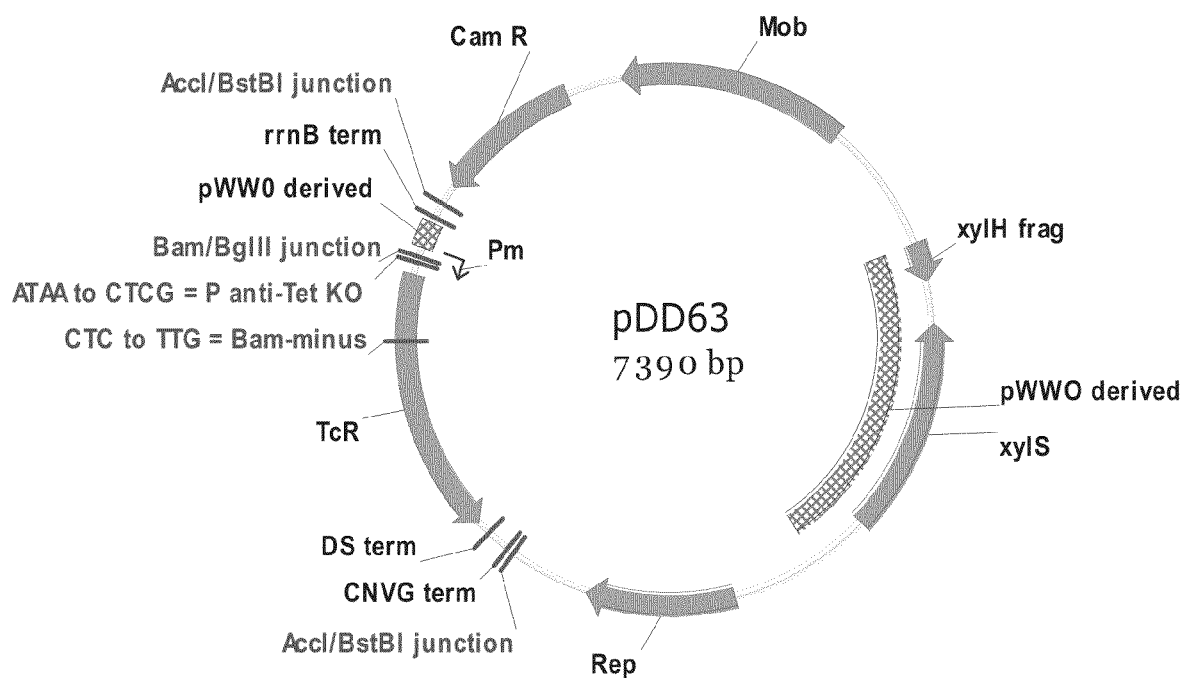 Mob
Cam R
AccI/BstBI junction
rrnB term
pWW0 derived
Bam/BglII junction
Pm
xylH frag
ATAA to CTCG = P anti-Tet KO
CTC to TTG = Bam-minus
pDD63
7390 bp
pWWO derived
TcR
xylS
DS term
CNVG term
AccI/BstBI junction
Rep